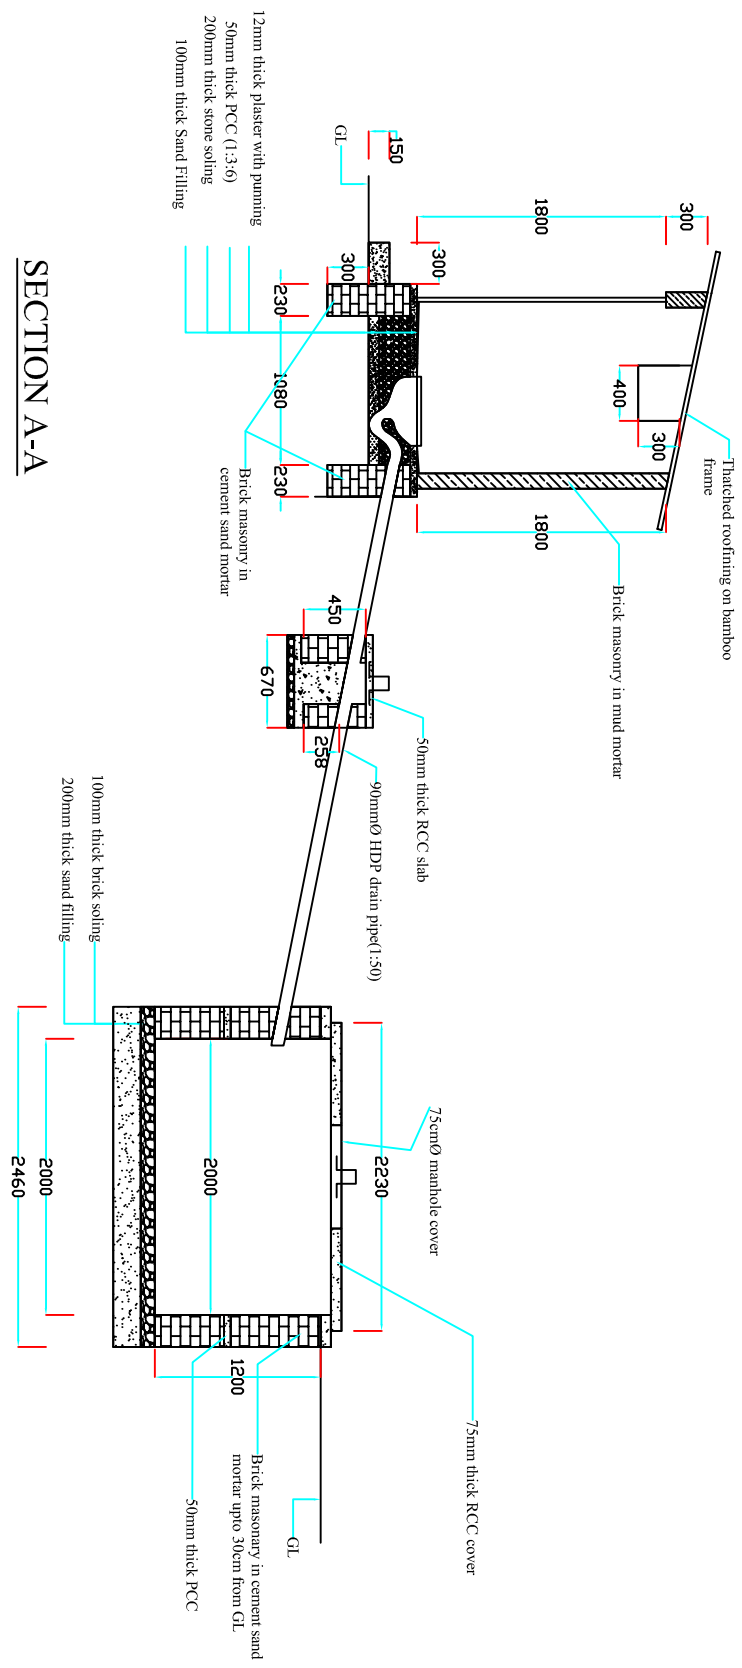 12mm thick plaster with punning
50mm thick PCC (1:3:6)
200mm thick stone soling
100mm thick Sand Filling
GL
150
1800
300
300
300
230
1080
230
400
300
1800
Thatched roofining on bamboo
frame
Brick masonry in mud mortar
Brick masonry in
cement sand mortar
450
670
258
50mm thick RCC slab
90mmØ HDP drain pipe(1:50)
100mm thick brick soling
200mm thick sand filling
75cmØ manhole cover
2230
2000
2000
2460
1200
75mm thick RCC cover
Brick masonary in cement sand
mortar upto 30cm from GL
50mm thick PCC
GL
SECTION A-A